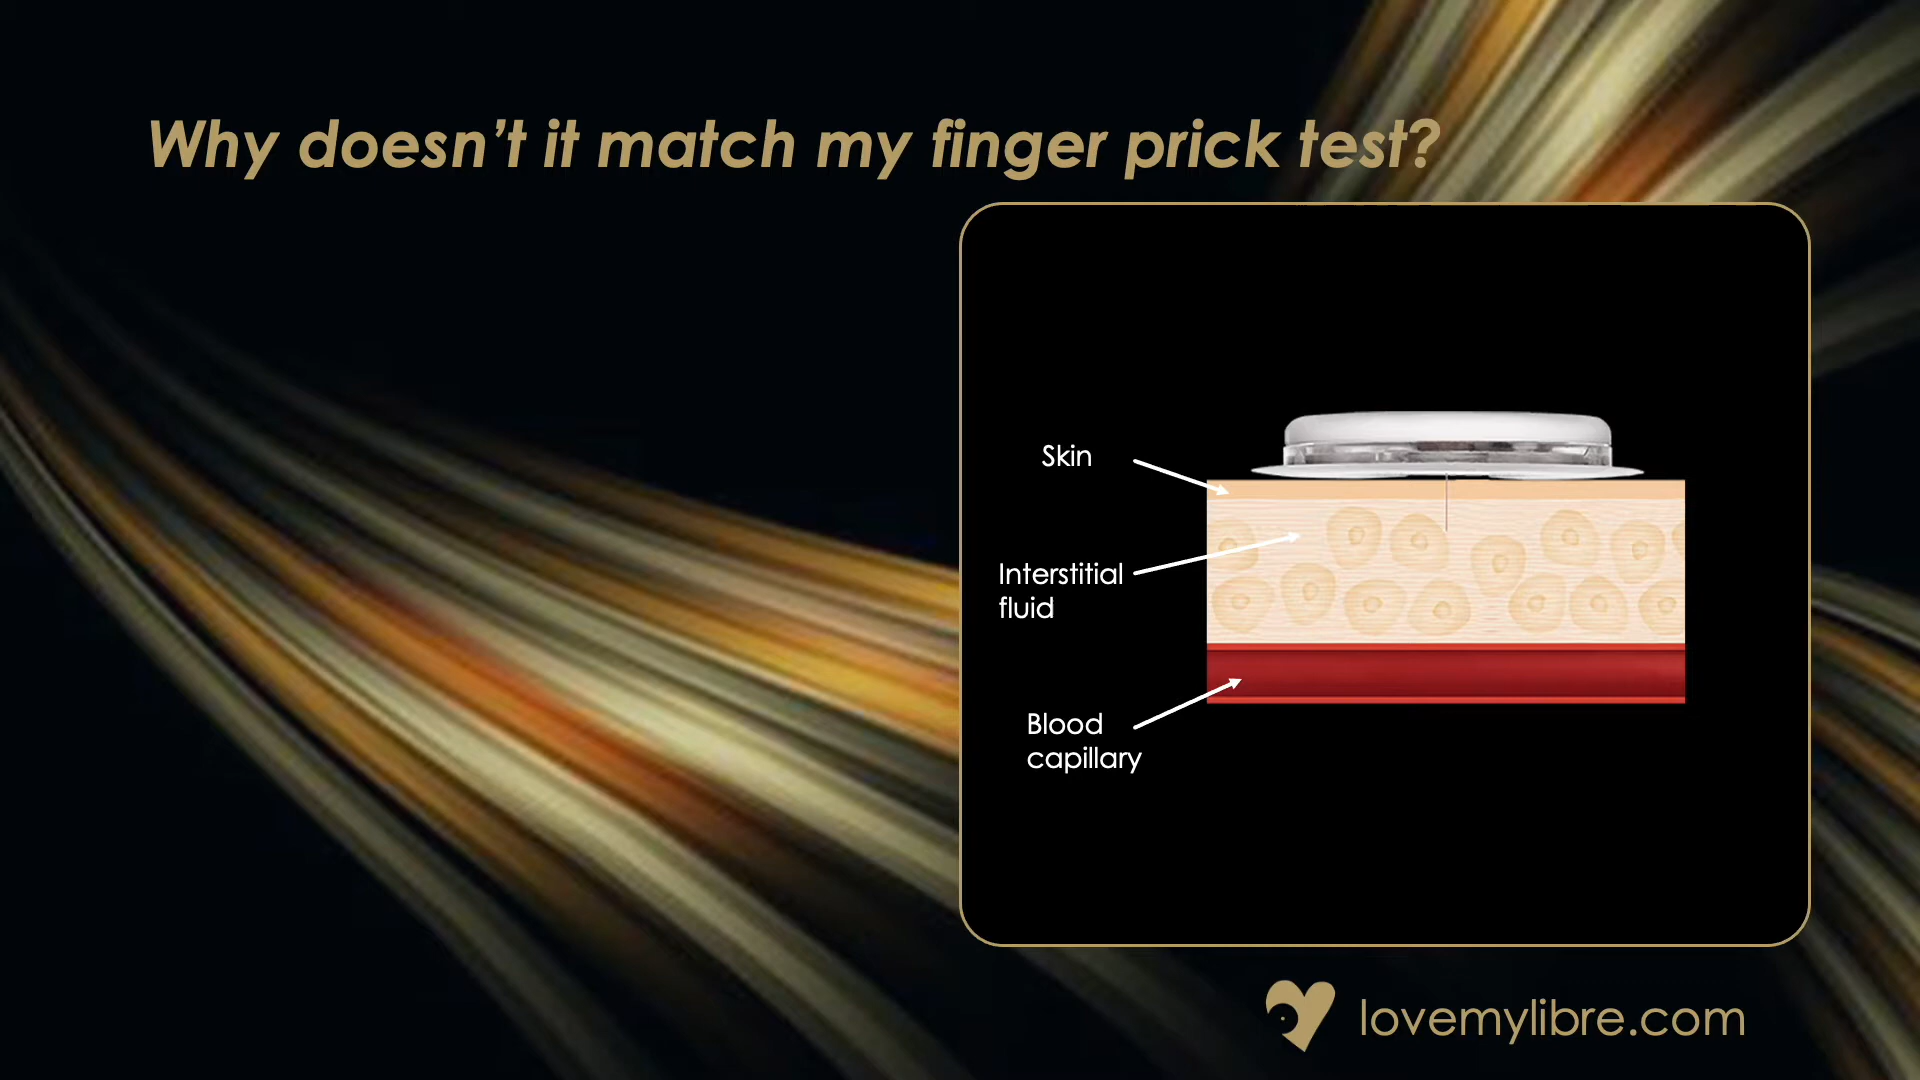 Why doesn’t it match my finger prick test?
Skin
Interstitial
fluid
Blood
capillary
lovemylibre.com